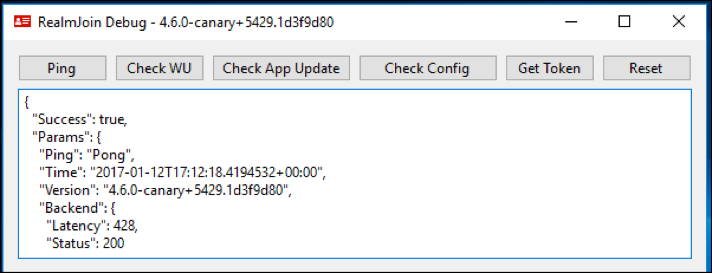 RealmJoin Debug - 4.6.0-canary+5429.1d3f9d80
Ping Check WU Check App Update Check Config Get Token Reset
{
"Success": true,
"Params": {
"Ping": "Pong",
"Time": "2017-01-12T17:12:18.4194532+00:00",
"Version": "4.6.0-canary+5429.1d3f9d80",
"Backend": {
"Latency": 428,
"Status": 200